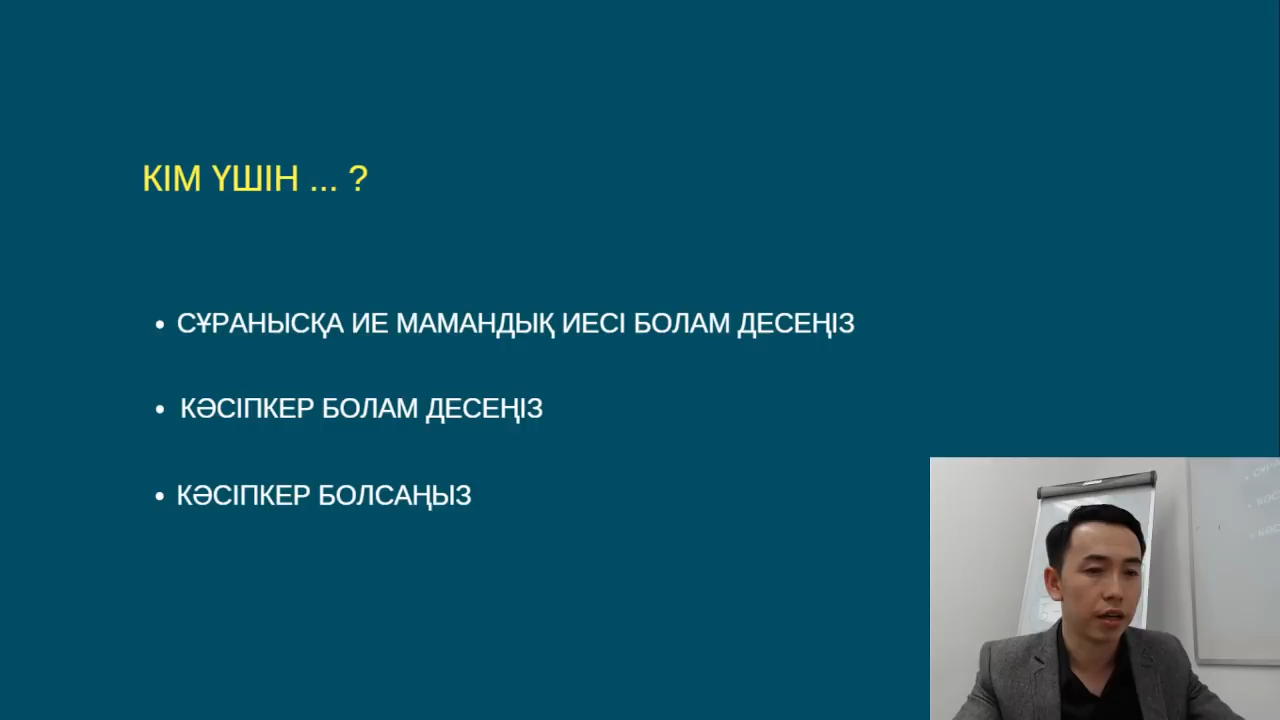 КІМ ҮШІН ... ?
• СҰРАНЫСҚА ИЕ МАМАНДЫҚ ИЕСІ БОЛАМ ДЕСЕҢІЗ
• КӘСІПКЕР БОЛАМ ДЕСЕҢІЗ
• КӘСІПКЕР БОЛСАҢЫЗ